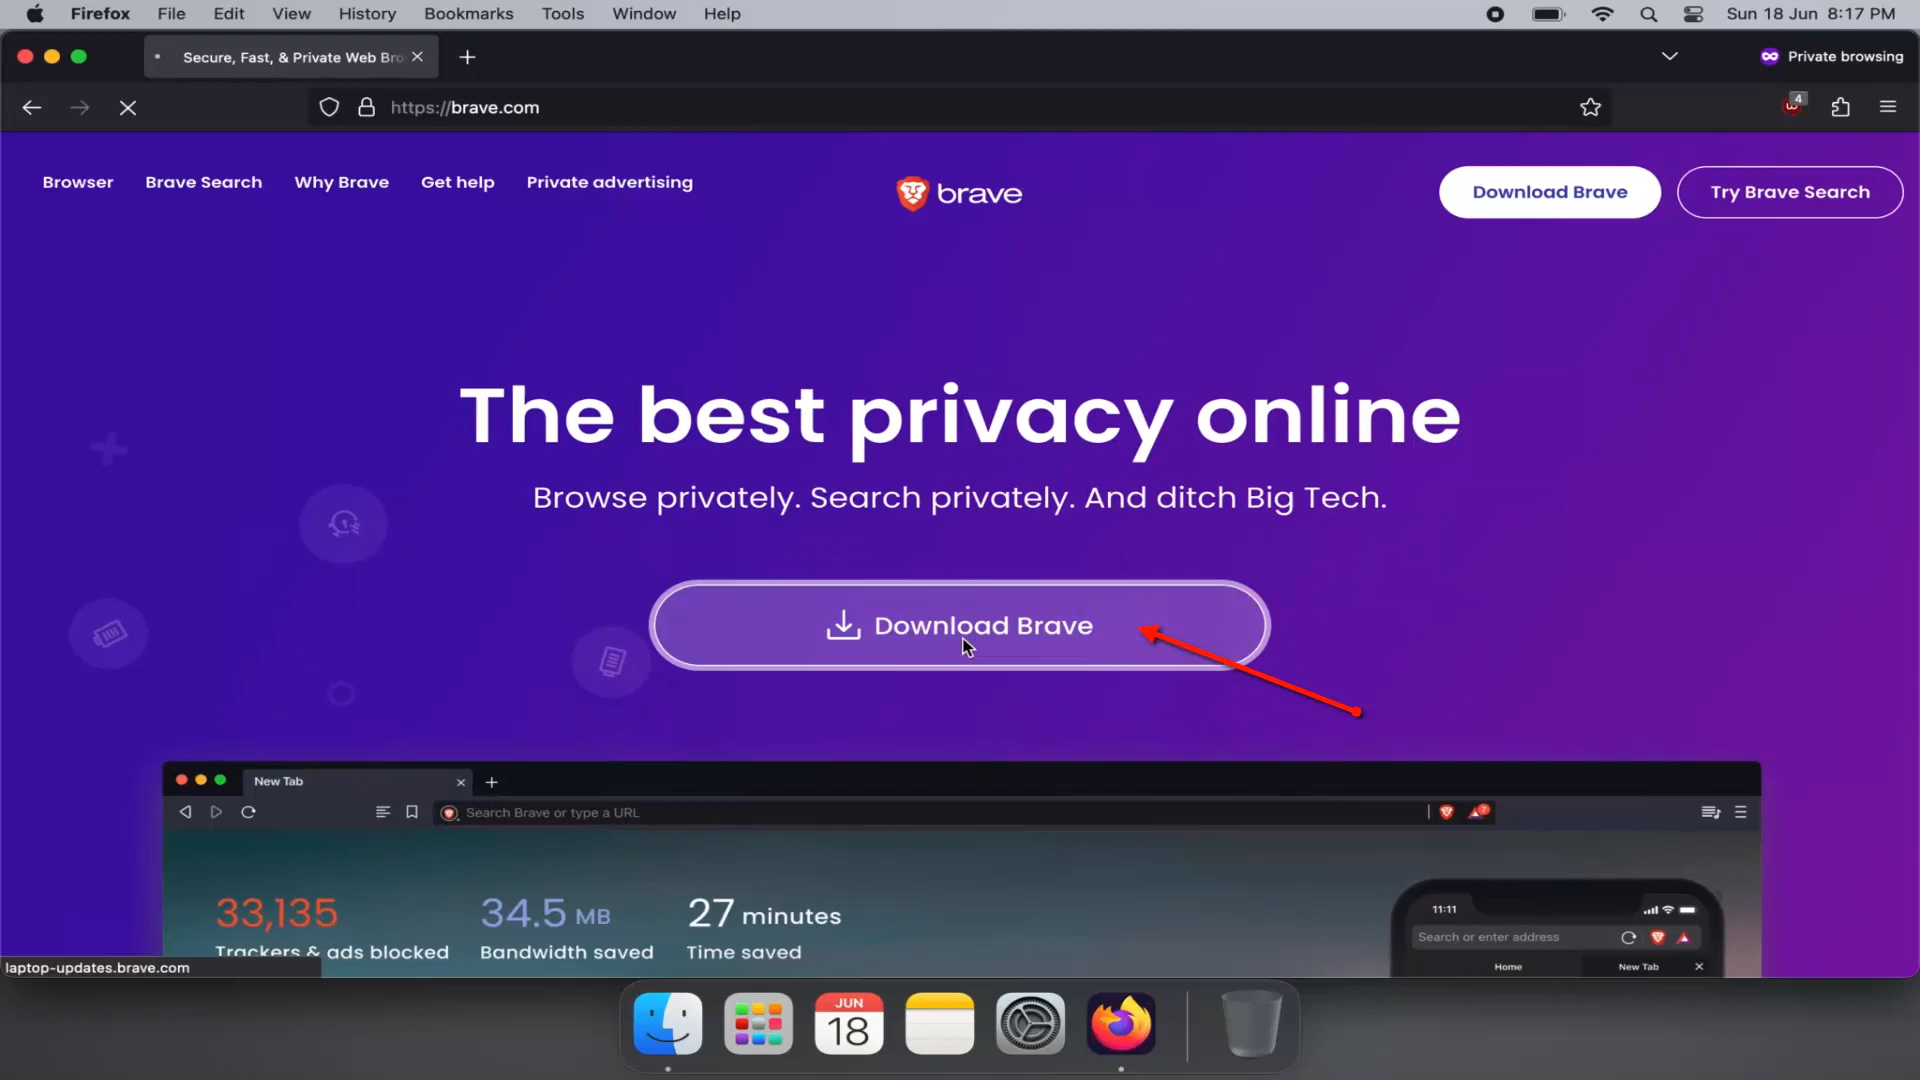 Firefox File Edit View History Bookmarks Tools Window Help Sun 18 Jun 8:17 PM
Secure, Fast, & Private Web Bro Private browsing
https://brave.com 4
Browser Brave Search Why Brave Get help Private advertising brave Download Brave Try Brave Search
The best privacy online
Browse privately. Search privately. And ditch Big Tech.
Download Brave
New Tab
Search Brave or type a URL 7
33,135 34.5 MB 27 minutes
Trackers & ads blocked Bandwidth saved Time saved
11:11
Search or enter address
Home New Tab
laptop-updates.brave.com
JUN
18